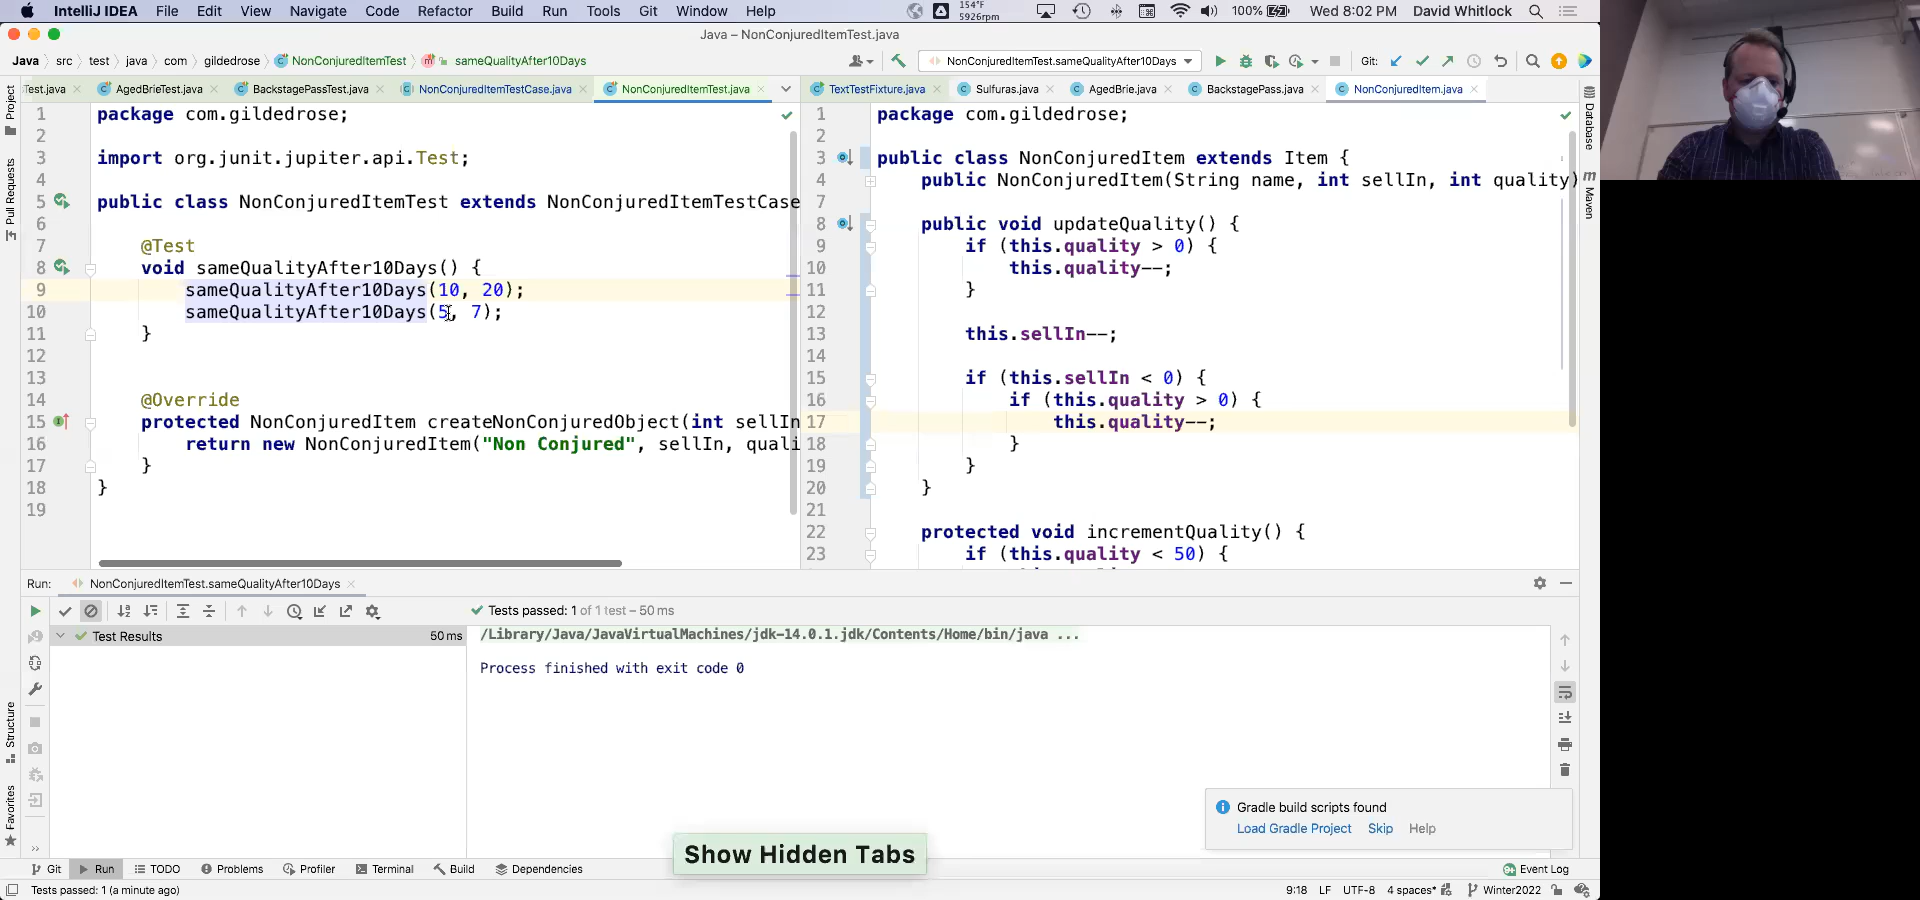 IntelliJ IDEA File Edit View Navigate Code Refactor Build Run Tools Git Window Help 154°F 5926rpm 100% Wed 8:02 PM David Whitlock
Java – NonConjuredItemTest.java
Java src test java com gildedrose NonConjuredItemTest sameQualityAfter10Days NonConjuredItemTest.sameQualityAfter10Days Git:
Test.java AgedBrieTest.java BackstagePassTest.java NonConjuredItemTestCase.java NonConjuredItemTest.java TextTestFixture.java Sulfuras.java AgedBrie.java BackstagePass.java NonConjuredItem.java
Project
Pull Requests
Structure
Favorites
1 package com.gildedrose;
2
3 import org.junit.jupiter.api.Test;
4
5 public class NonConjuredItemTest extends NonConjuredItemTestCase
6
7 @Test
8 void sameQualityAfter10Days() {
9 sameQualityAfter10Days(10, 20);
10 sameQualityAfter10Days(5, 7);
11 }
12
13
14 @Override
15 protected NonConjuredItem createNonConjuredObject(int sellIn
16 return new NonConjuredItem("Non Conjured", sellIn, quali
17 }
18 }
19
1 package com.gildedrose;
2
3 public class NonConjuredItem extends Item {
4 public NonConjuredItem(String name, int sellIn, int quality)
7
8 public void updateQuality() {
9 if (this.quality > 0) {
10 this.quality--;
11 }
12
13 this.sellIn--;
14
15 if (this.sellIn < 0) {
16 if (this.quality > 0) {
17 this.quality--;
18 }
19 }
20 }
21
22 protected void incrementQuality() {
23 if (this.quality < 50) {
Database
Maven
Run: NonConjuredItemTest.sameQualityAfter10Days
Tests passed: 1 of 1 test – 50 ms
Test Results 50 ms
/Library/Java/JavaVirtualMachines/jdk-14.0.1.jdk/Contents/Home/bin/java ...
Process finished with exit code 0
Gradle build scripts found
Load Gradle Project Skip Help
Show Hidden Tabs
Git Run TODO Problems Profiler Terminal Build Dependencies Event Log
Tests passed: 1 (a minute ago) 9:18 LF UTF-8 4 spaces* Winter2022